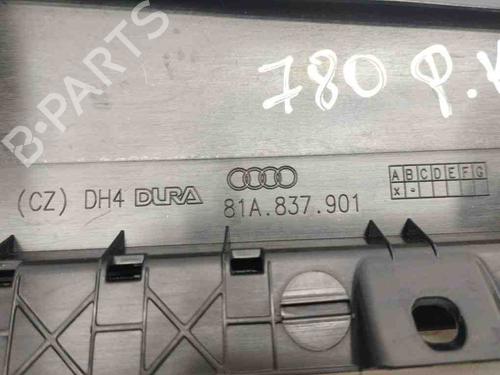 B-PARTS
780 Ф.
(CZ) DH4 DURA 81A.837.901
A B C D E F G
X -